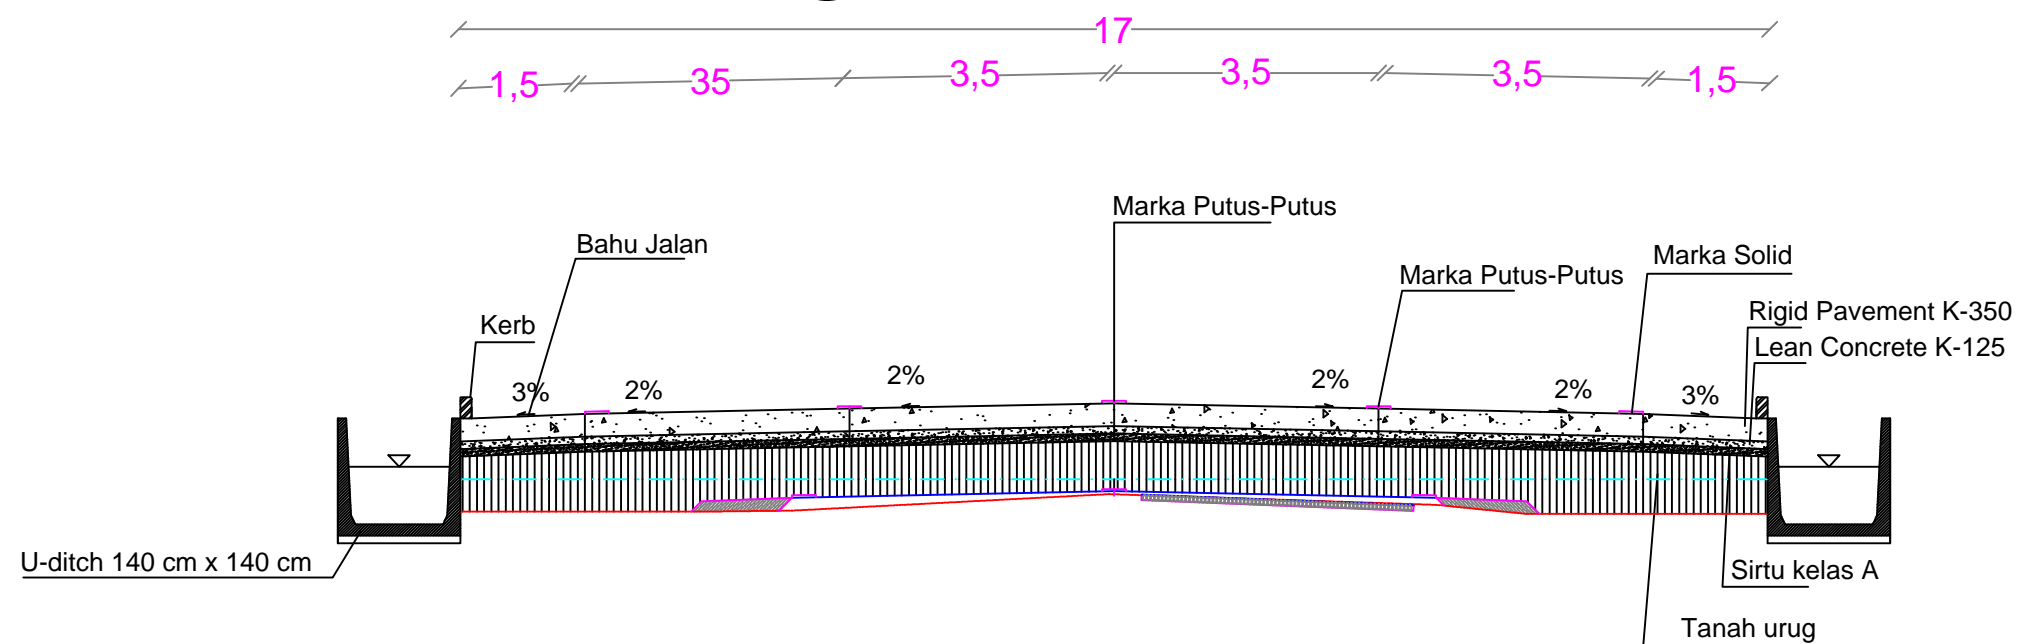 17
1,5 35 3,5 3,5 3,5 1,5
Marka Putus-Putus
Bahu Jalan
Marka Solid
Marka Putus-Putus
Kerb
Rigid Pavement K-350
Lean Concrete K-125
3% 2% 2% 2% 2% 3%
U-ditch 140 cm x 140 cm
Sirtu kelas A
Tanah urug